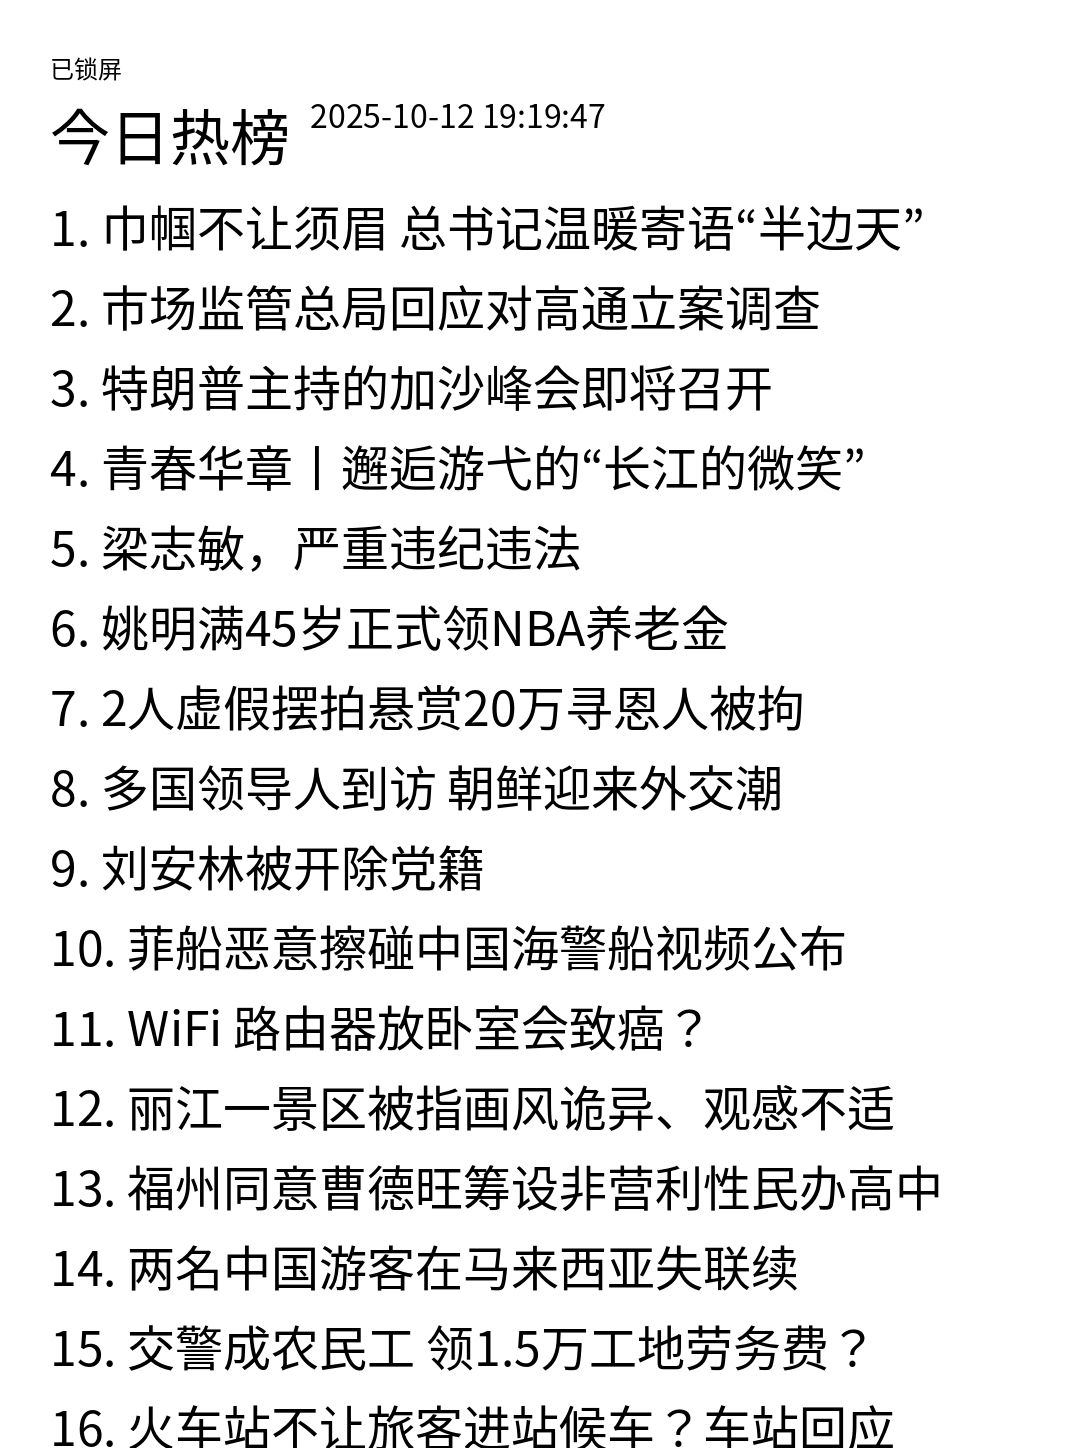 已锁屏
今日热榜 2025-10-12 19:19:47
1. 巾帼不让须眉 总书记温暖寄语“半边天”
2. 市场监管总局回应对高通立案调查
3. 特朗普主持的加沙峰会即将召开
4. 青春华章丨邂逅游弋的“长江的微笑”
5. 梁志敏，严重违纪违法
6. 姚明满45岁正式领NBA养老金
7. 2人虚假摆拍悬赏20万寻恩人被拘
8. 多国领导人到访 朝鲜迎来外交潮
9. 刘安林被开除党籍
10. 菲船恶意擦碰中国海警船视频公布
11. WiFi 路由器放卧室会致癌？
12. 丽江一景区被指画风诡异、观感不适
13. 福州同意曹德旺筹设非营利性民办高中
14. 两名中国游客在马来西亚失联续
15. 交警成农民工 领1.5万工地劳务费？
16. 火车站不让旅客进站候车？车站回应